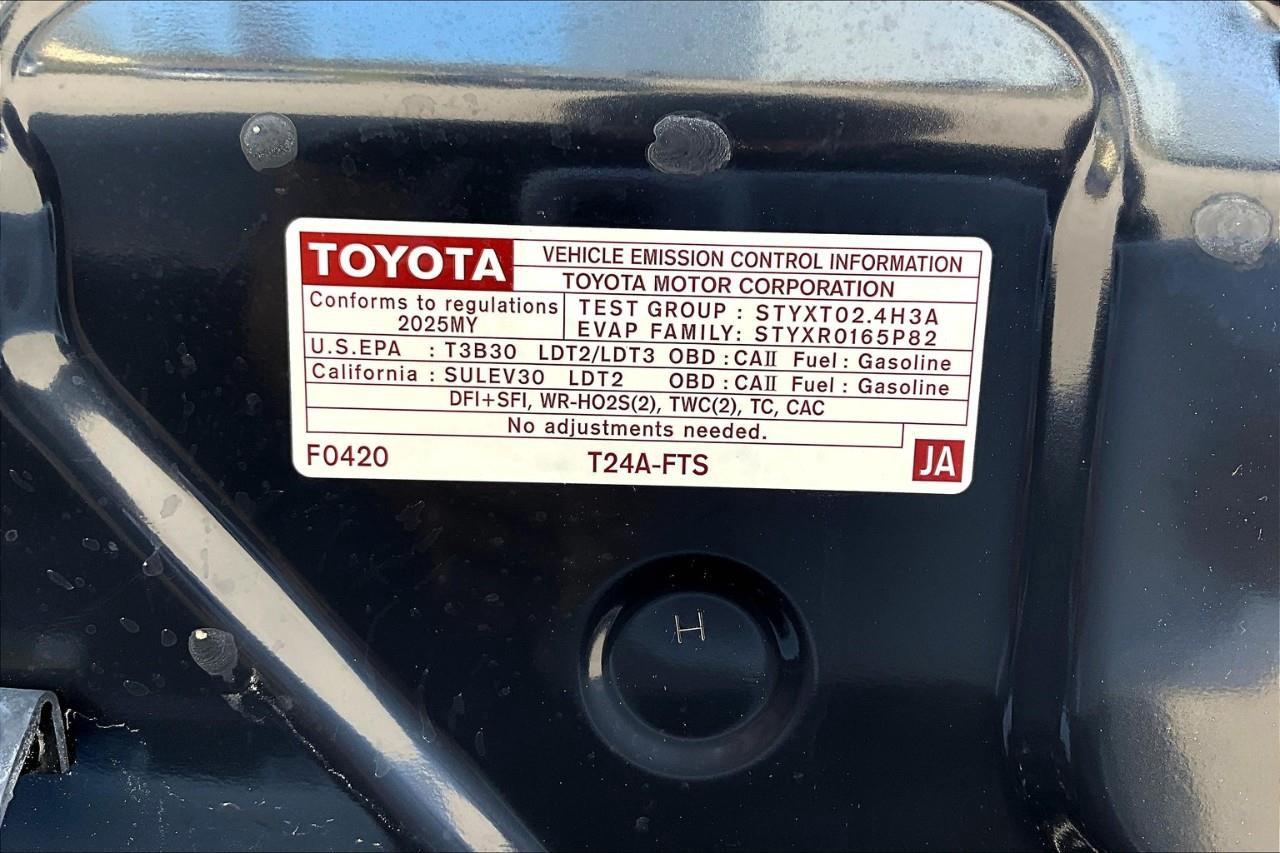 TOYOTA
VEHICLE EMISSION CONTROL INFORMATION
TOYOTA MOTOR CORPORATION
Conforms to regulations
2025MY
TEST GROUP : STYXT02.4H3A
EVAP FAMILY: STYXR0165P82
U.S.EPA : T3B30 LDT2/LDT3 OBD : CAII Fuel : Gasoline
California : SULEV30 LDT2 OBD : CAII Fuel : Gasoline
DFI+SFI, WR-HO2S(2), TWC(2), TC, CAC
No adjustments needed.
F0420 T24A-FTS JA
H